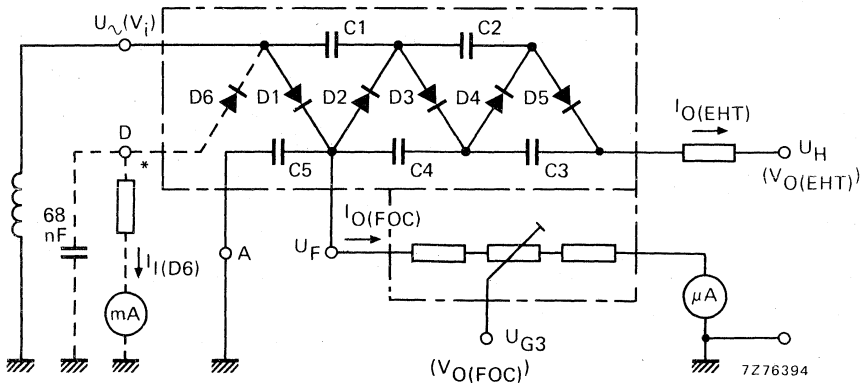 U∿(Vi)
C1
C2
D6
D1
D2
D3
D4
D5
IO(EHT)
D
*
C5
C4
C3
UH
(VO(EHT))
68
nF
II(D6)
A
UF
IO(FOC)
mA
µA
UG3
(VO(FOC))
7Z76394